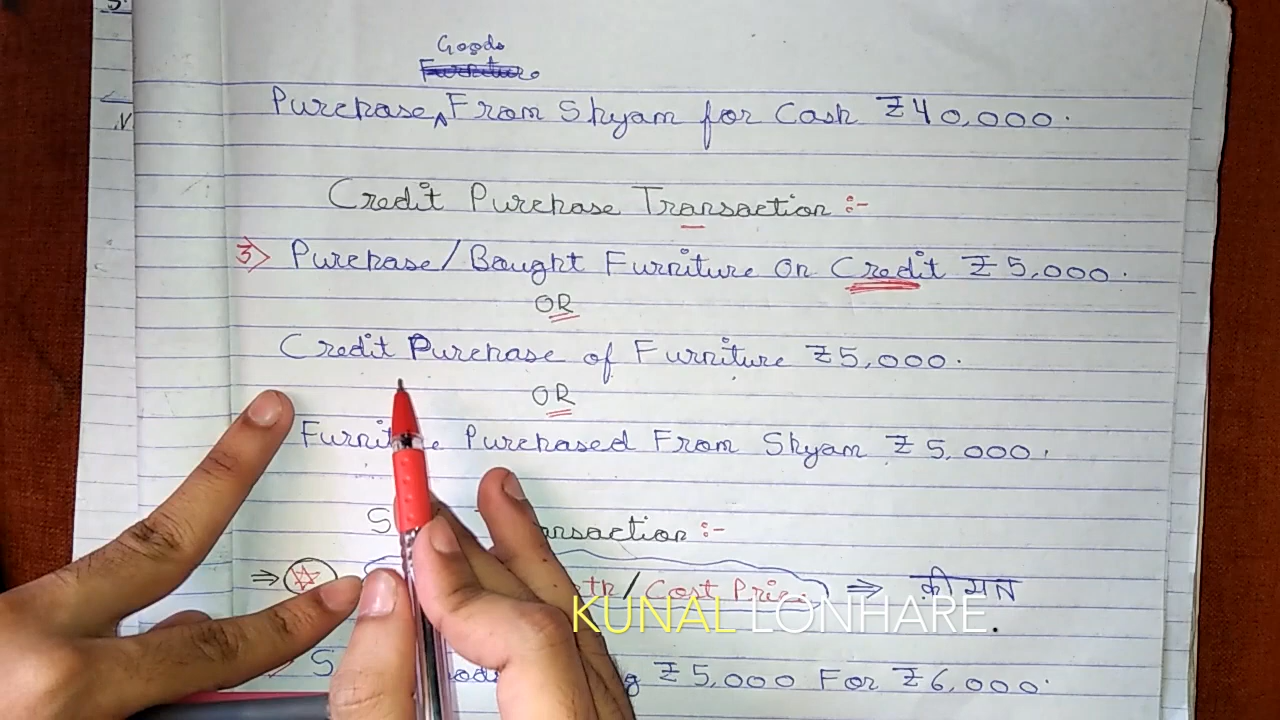 Goods
Furniture
Purchase ^ From Shyam for Cash ₹40,000.
Credit Purchase Transaction :-
3> Purchase/Bought Furniture On Credit ₹5,000.
OR
Credit Purchase of Furniture ₹5,000.
OR
Furniture Purchased From Shyam ₹5,000.
:-
/Cost ⇒ क़ीमत
KUNAL LONHARE.
₹5,000 For ₹6,000.